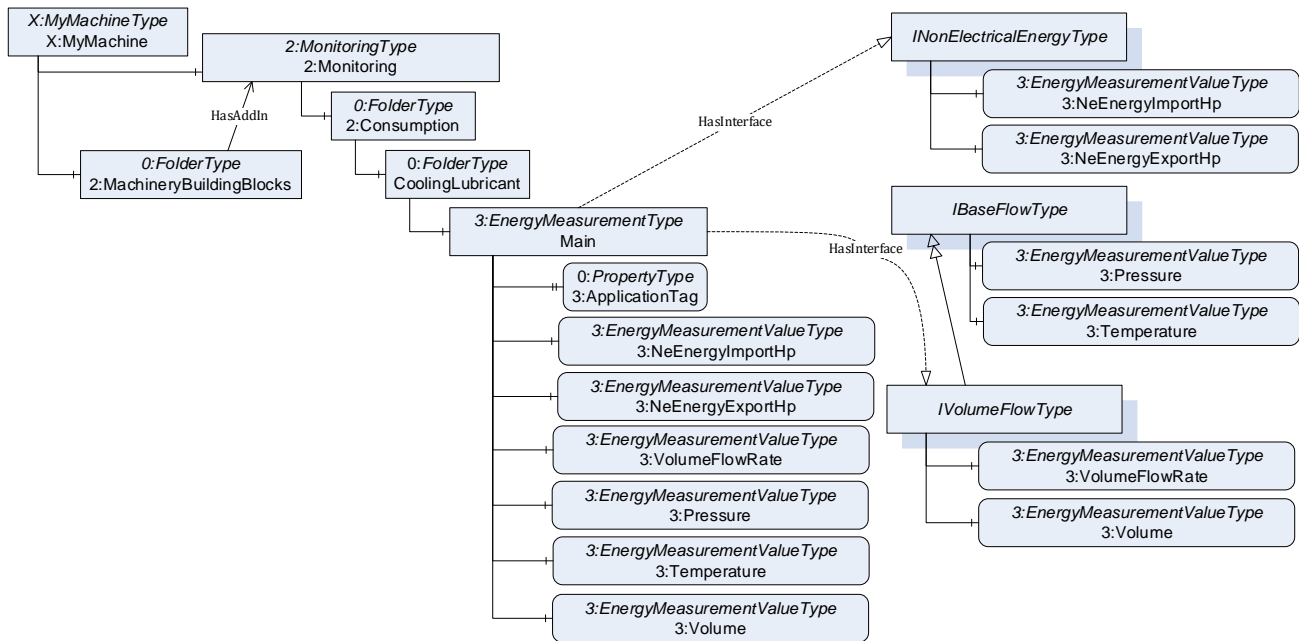 X:MyMachineType
X:MyMachine
2:MonitoringType
2:Monitoring
HasAddIn
0:FolderType
2:MachineryBuildingBlocks
0:FolderType
2:Consumption
0:FolderType
CoolingLubricant
3:EnergyMeasurementType
Main
0:PropertyType
3:ApplicationTag
3:EnergyMeasurementValueType
3:NeEnergyImportHp
3:EnergyMeasurementValueType
3:NeEnergyExportHp
3:EnergyMeasurementValueType
3:VolumeFlowRate
3:EnergyMeasurementValueType
3:Pressure
3:EnergyMeasurementValueType
3:Temperature
3:EnergyMeasurementValueType
3:Volume
HasInterface
HasInterface
INonElectricalEnergyType
3:EnergyMeasurementValueType
3:NeEnergyImportHp
3:EnergyMeasurementValueType
3:NeEnergyExportHp
IBaseFlowType
3:EnergyMeasurementValueType
3:Pressure
3:EnergyMeasurementValueType
3:Temperature
IVolumeFlowType
3:EnergyMeasurementValueType
3:VolumeFlowRate
3:EnergyMeasurementValueType
3:Volume